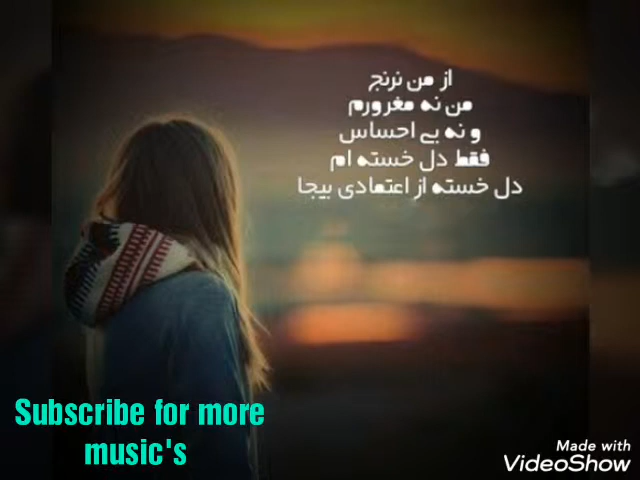 از من نرنج
من نه مغرورم
و نه بی احساس
فقط دل خسته ام
دل خسته از اعتمادی بیجا
Subscribe for more
music's
Made with
VideoShow